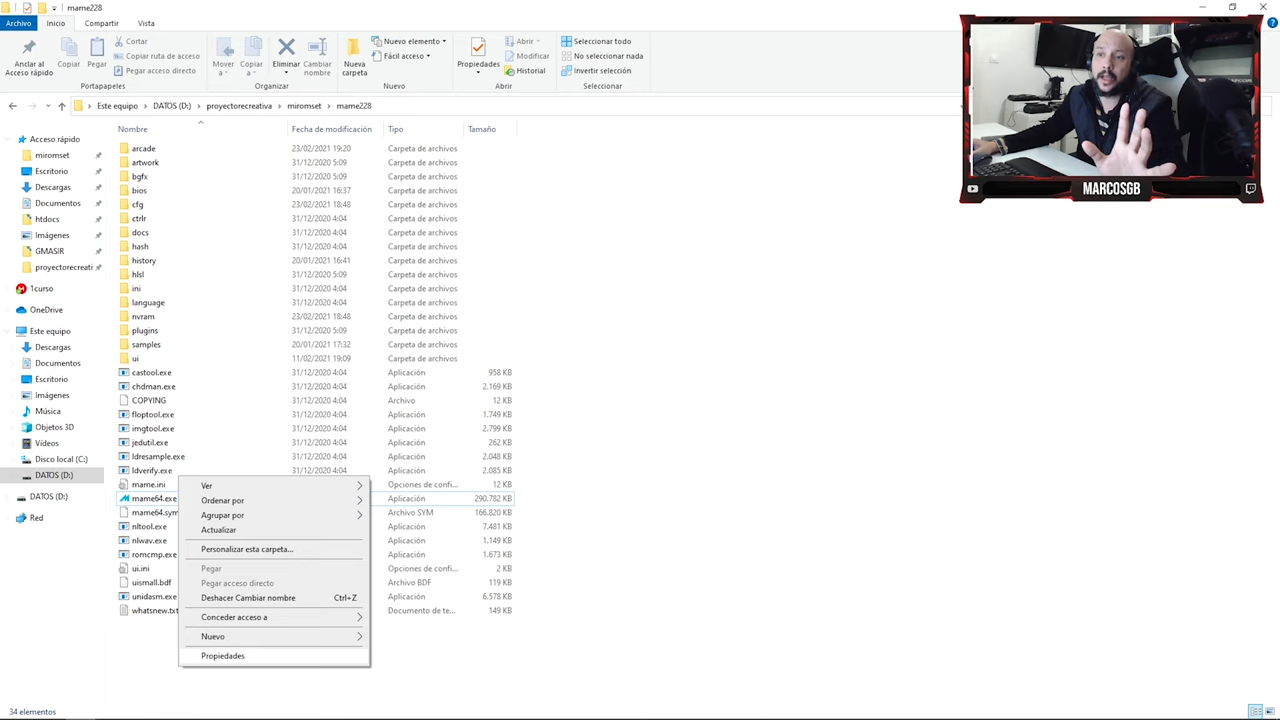 mame228
Archivo
Inicio
Compartir
Vista
Anclar al
Acceso rápido
Copiar
Pegar
Cortar
Copiar ruta de acceso
Pegar acceso directo
Portapapeles
Mover
a
Copiar
a
Eliminar
Cambiar
nombre
Organizar
Nueva
carpeta
Nuevo elemento
Fácil acceso
Nuevo
Propiedades
Abrir
Modificar
Historial
Abrir
Seleccionar todo
No seleccionar nada
Invertir selección
Seleccionar
Este equipo > DATOS (D:) > proyectorecreativa > miromset > mame228
Nombre Fecha de modificación Tipo Tamaño
Acceso rápido
miromset
Escritorio
Descargas
Documentos
htdocs
Imágenes
GMASIR
proyectorecreati
1curso
OneDrive
Este equipo
Descargas
Documentos
Escritorio
Imágenes
Música
Objetos 3D
Vídeos
Disco local (C:)
DATOS (D:)
DATOS (D:)
Red
arcade 23/02/2021 19:20 Carpeta de archivos
artwork 31/12/2020 5:09 Carpeta de archivos
bgfx 31/12/2020 5:09 Carpeta de archivos
bios 20/01/2021 16:37 Carpeta de archivos
cfg 23/02/2021 18:48 Carpeta de archivos
ctrlr 31/12/2020 4:04 Carpeta de archivos
docs 31/12/2020 4:04 Carpeta de archivos
hash 31/12/2020 4:04 Carpeta de archivos
history 20/01/2021 16:41 Carpeta de archivos
hlsl 31/12/2020 5:09 Carpeta de archivos
ini 31/12/2020 4:04 Carpeta de archivos
language 31/12/2020 4:04 Carpeta de archivos
nvram 23/02/2021 18:48 Carpeta de archivos
plugins 31/12/2020 5:09 Carpeta de archivos
samples 20/01/2021 17:32 Carpeta de archivos
ui 11/02/2021 19:09 Carpeta de archivos
castool.exe 31/12/2020 4:04 Aplicación 958 KB
chdman.exe 31/12/2020 4:04 Aplicación 2.169 KB
COPYING 31/12/2020 4:04 Archivo 12 KB
floptool.exe 31/12/2020 4:04 Aplicación 1.749 KB
imgtool.exe 31/12/2020 4:04 Aplicación 2.799 KB
jedutil.exe 31/12/2020 4:04 Aplicación 262 KB
ldresample.exe 31/12/2020 4:04 Aplicación 2.048 KB
ldverify.exe 31/12/2020 4:04 Aplicación 2.085 KB
mame.ini Opciones de confi... 12 KB
mame64.exe Aplicación 290.782 KB
mame64.sym Archivo SYM 166.820 KB
nltool.exe Aplicación 7.481 KB
nlwav.exe Aplicación 1.149 KB
romcmp.exe Aplicación 1.673 KB
ui.ini Opciones de confi... 2 KB
uismall.bdf Archivo BDF 119 KB
unidasm.exe Aplicación 6.578 KB
whatsnew.txt Documento de te... 149 KB
Ver
Ordenar por
Agrupar por
Actualizar
Personalizar esta carpeta...
Pegar
Pegar acceso directo
Deshacer Cambiar nombre Ctrl+Z
Conceder acceso a
Nuevo
Propiedades
34 elementos
MARCOSGB